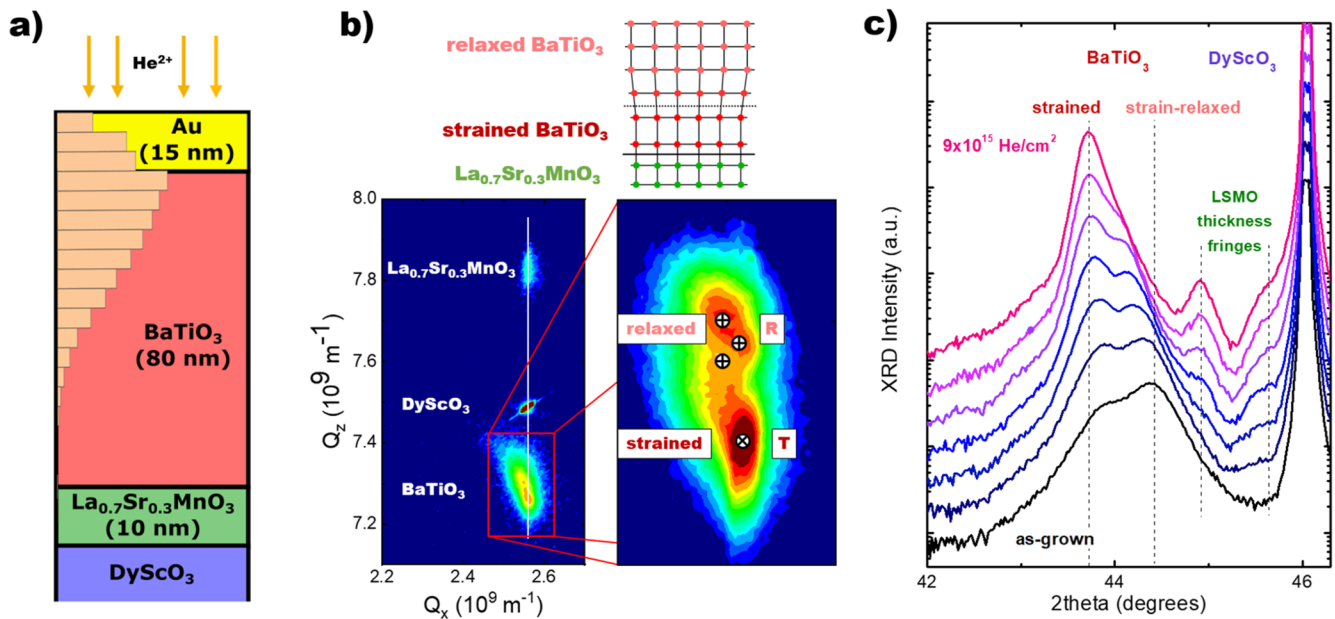 a)
He²⁺
Au
(15 nm)
BaTiO₃
(80 nm)
La₀.₇Sr₀.₃MnO₃
(10 nm)
DyScO₃
b)
relaxed BaTiO₃
strained BaTiO₃
La₀.₇Sr₀.₃MnO₃
8.0
7.8
7.6
7.4
7.2
Q_z (10⁹ m⁻¹)
La₀.₇Sr₀.₃MnO₃
DyScO₃
BaTiO₃
2.2
2.4
2.6
Qₓ (10⁹ m⁻¹)
relaxed
R
strained
T
c)
XRD Intensity (a.u.)
BaTiO₃
DyScO₃
strained
strain-relaxed
9x10¹⁵ He/cm²
LSMO
thickness
fringes
as-grown
42
44
46
2theta (degrees)